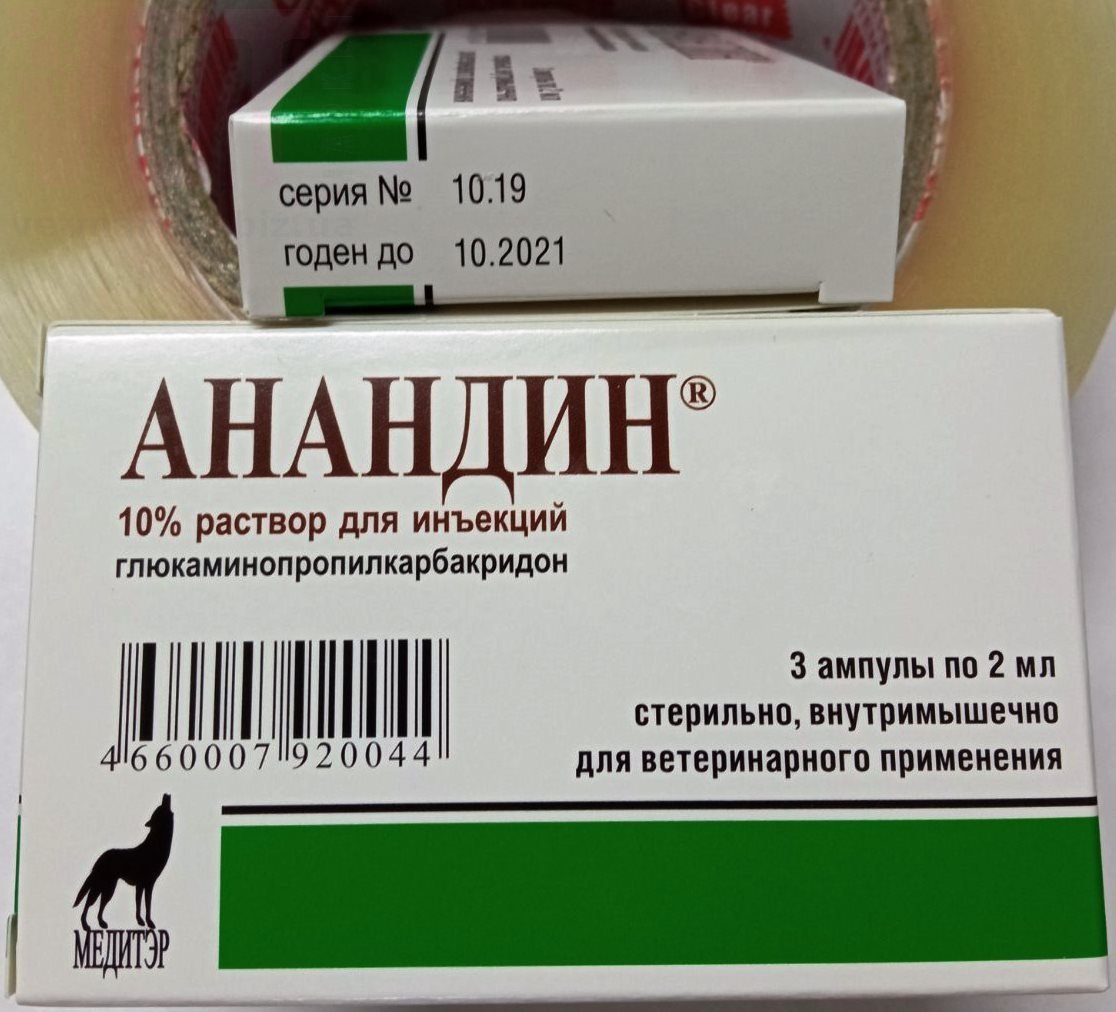 clear
серия № 10.19
годен до 10.2021
АНАНДИН®
10% раствор для инъекций
глюкаминопропилкарбакридон
4 660007 920044
3 ампулы по 2 мл
стерильно, внутримышечно
для ветеринарного применения
МЕДИТЭР